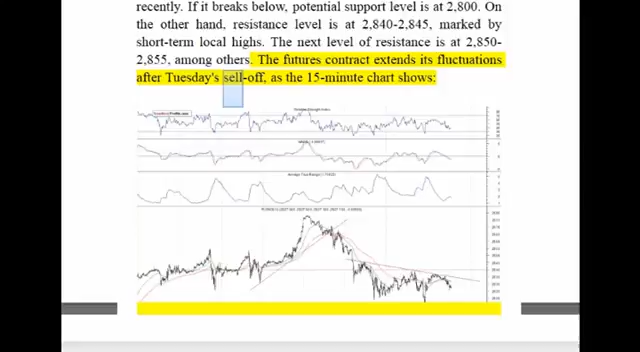 recently. If it breaks below, potential support level is at 2,800. On
the other hand, resistance level is at 2,840-2,845, marked by
short-term local highs. The next level of resistance is at 2,850-
2,855, among others. The futures contract extends its fluctuations
after Tuesday's sell-off, as the 15-minute chart shows: